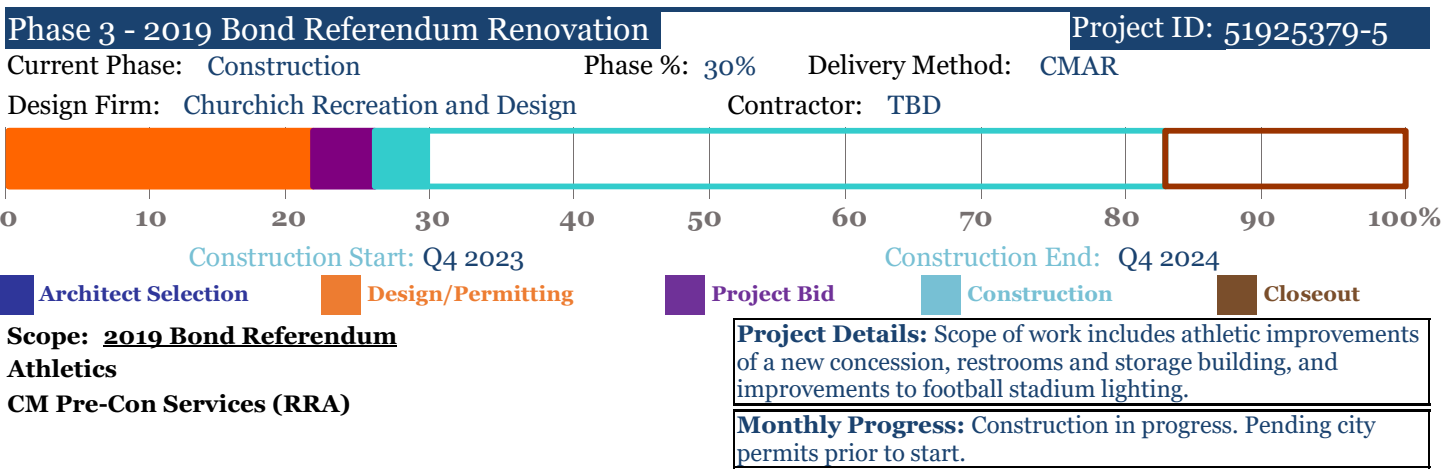 Phase 3 - 2019 Bond Referendum Renovation Project ID: 51925379-5
Current Phase: Construction Phase %: 30% Delivery Method: CMAR
Design Firm: Churchich Recreation and Design Contractor: TBD
0 10 20 30 40 50 60 70 80 90 100%
Construction Start: Q4 2023 Construction End: Q4 2024
Architect Selection Design/Permitting Project Bid Construction Closeout
Scope: 2019 Bond Referendum
Athletics
CM Pre-Con Services (RRA)
Project Details: Scope of work includes athletic improvements
of a new concession, restrooms and storage building, and
improvements to football stadium lighting.
Monthly Progress: Construction in progress. Pending city
permits prior to start.